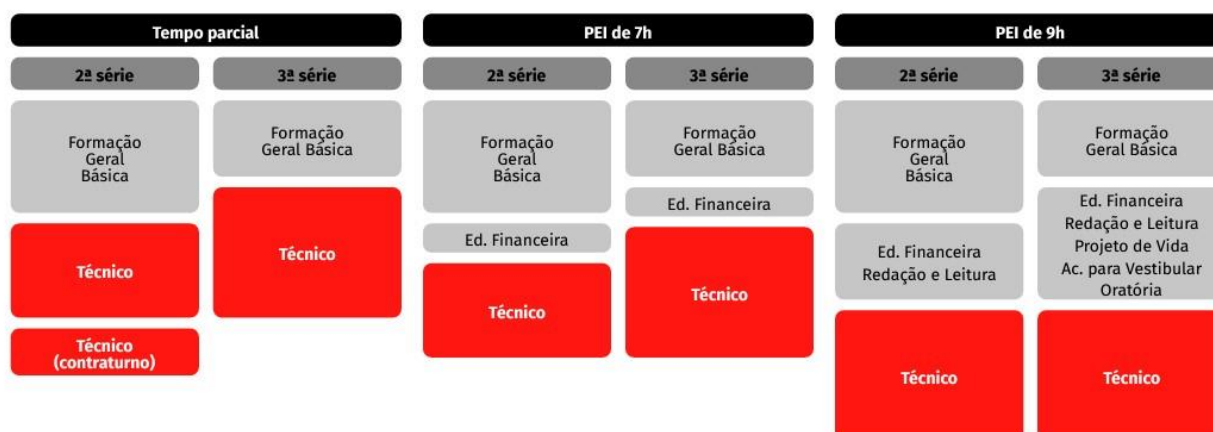 Tempo parcial
2ª série
3ª série
Formação
Geral
Básica
Técnico
Técnico
(contraturno)
Formação
Geral Básica
Técnico
PEI de 7h
2ª série
3ª série
Formação
Geral
Básica
Ed. Financeira
Técnico
Formação
Geral Básica
Ed. Financeira
Técnico
PEI de 9h
2ª série
3ª série
Formação
Geral
Básica
Ed. Financeira
Redação e Leitura
Técnico
Formação
Geral Básica
Ed. Financeira
Redação e Leitura
Projeto de Vida
Ac. para Vestibular
Oratória
Técnico